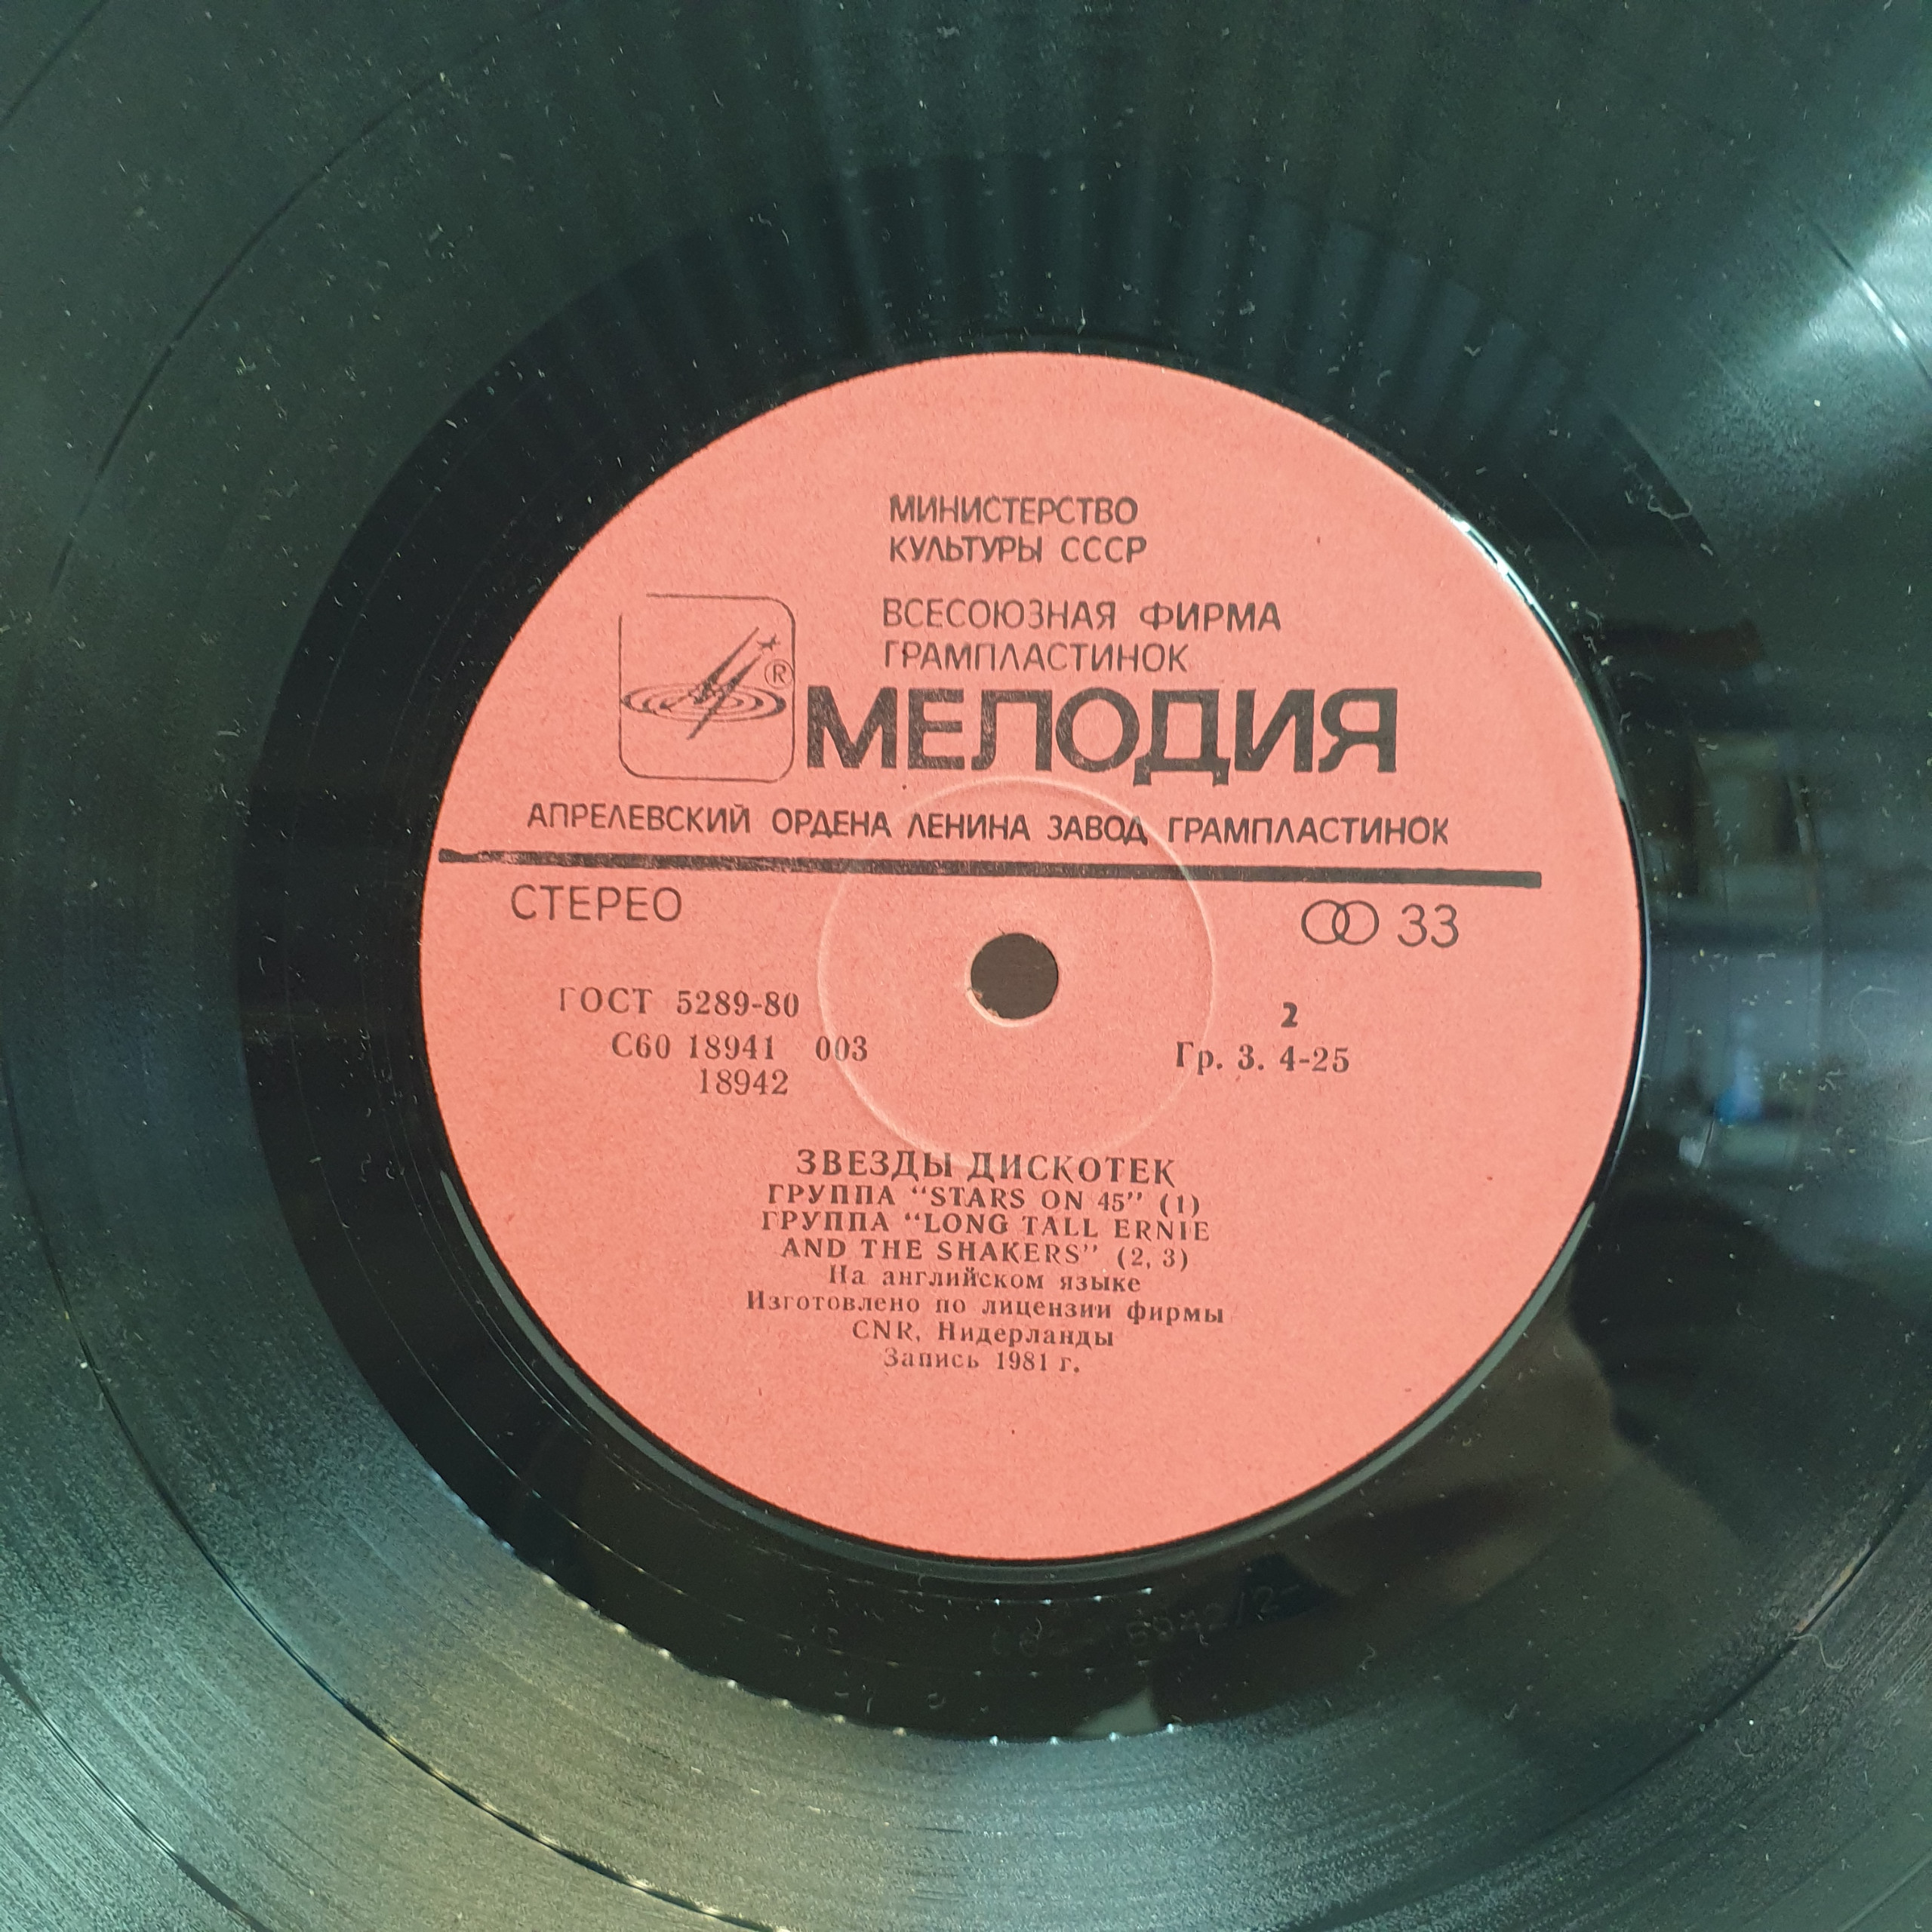 МИНИСТЕРСТВО
КУЛЬТУРЫ СССР
ВСЕСОЮЗНАЯ ФИРМА
ГРАМПЛАСТИНОК
®
МЕЛОДИЯ
АПРЕЛЕВСКИЙ ОРДЕНА ЛЕНИНА ЗАВОД ГРАМПЛАСТИНОК
СТЕРЕО
33
ГОСТ 5289-80
2
С60 18941 003
Гр. 3. 4-25
18942
ЗВЕЗДЫ ДИСКОТЕК
ГРУППА “STARS ON 45” (1)
ГРУППА “LONG TALL ERNIE
AND THE SHAKERS” (2, 3)
На английском языке
Изготовлено по лицензии фирмы
CNR, Нидерланды
Запись 1981 г.